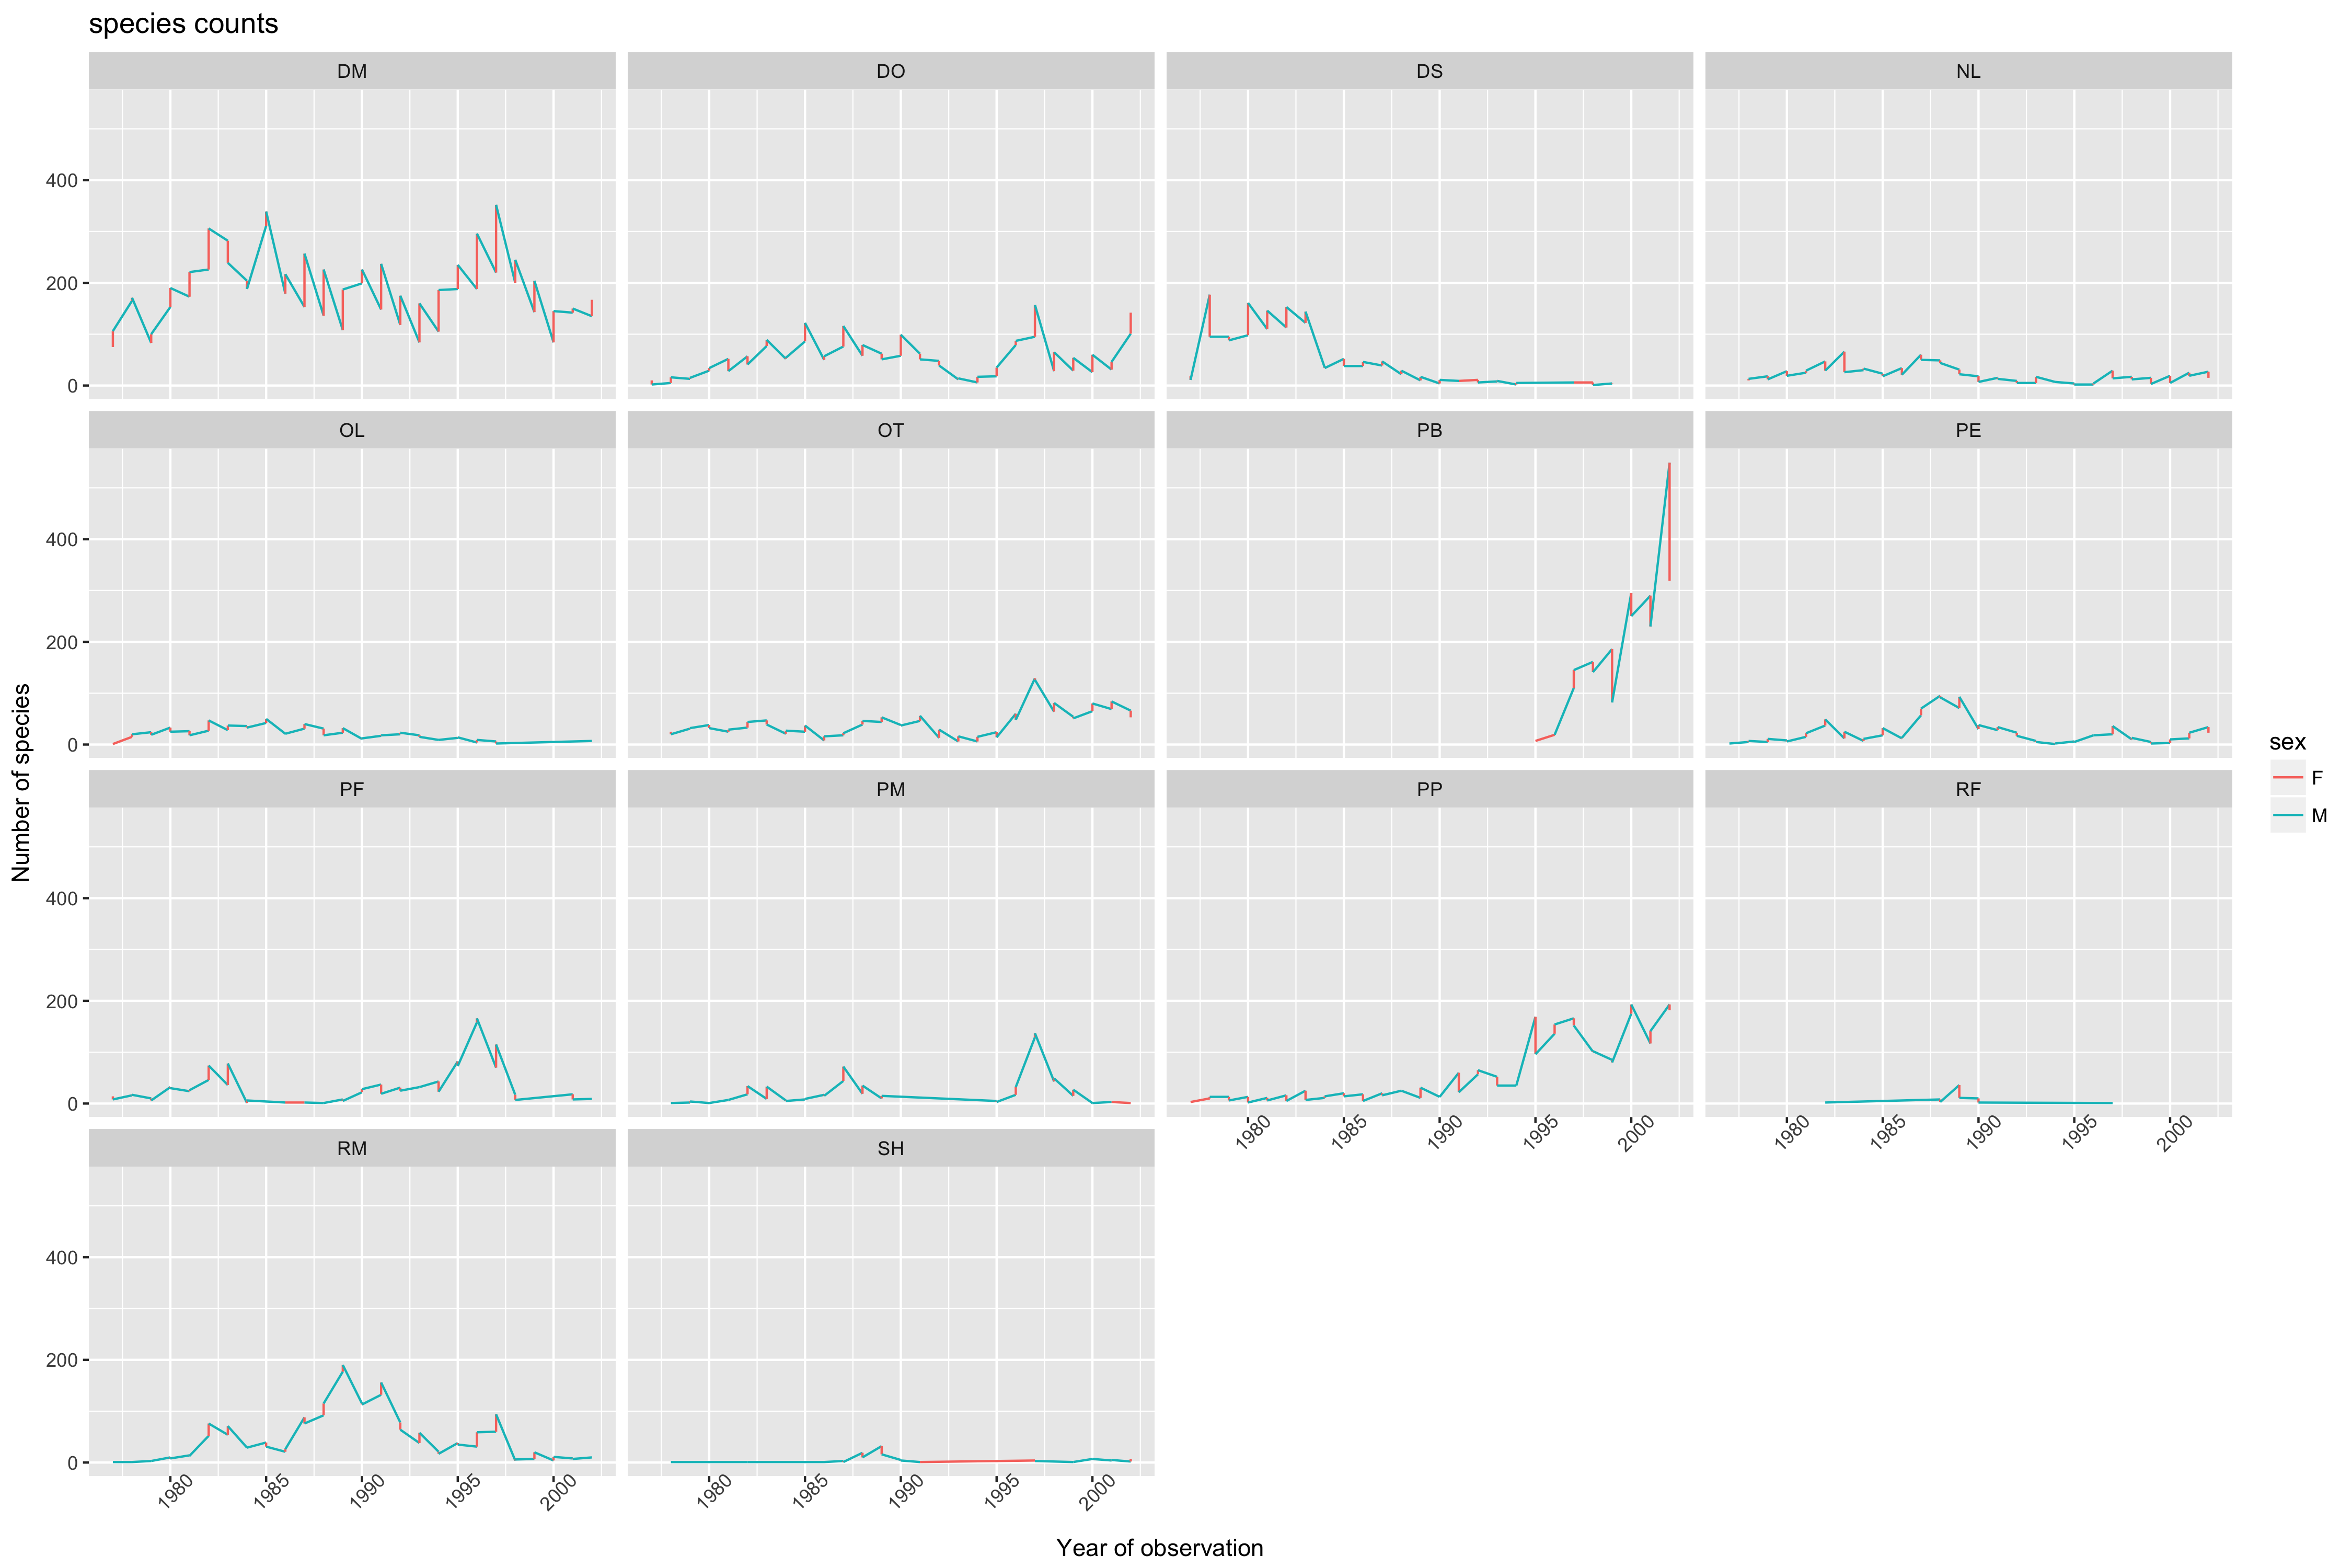 species counts
DM DO DS NL
400
200
0
OL OT PB PE
400
200
0
PF PM PP RF
400
200
0
1980 1985 1990 1995 2000 1980 1985 1990 1995 2000
RM SH
400
200
0
1980 1985 1990 1995 2000 1980 1985 1990 1995 2000
Number of species
Year of observation
sex
F
M